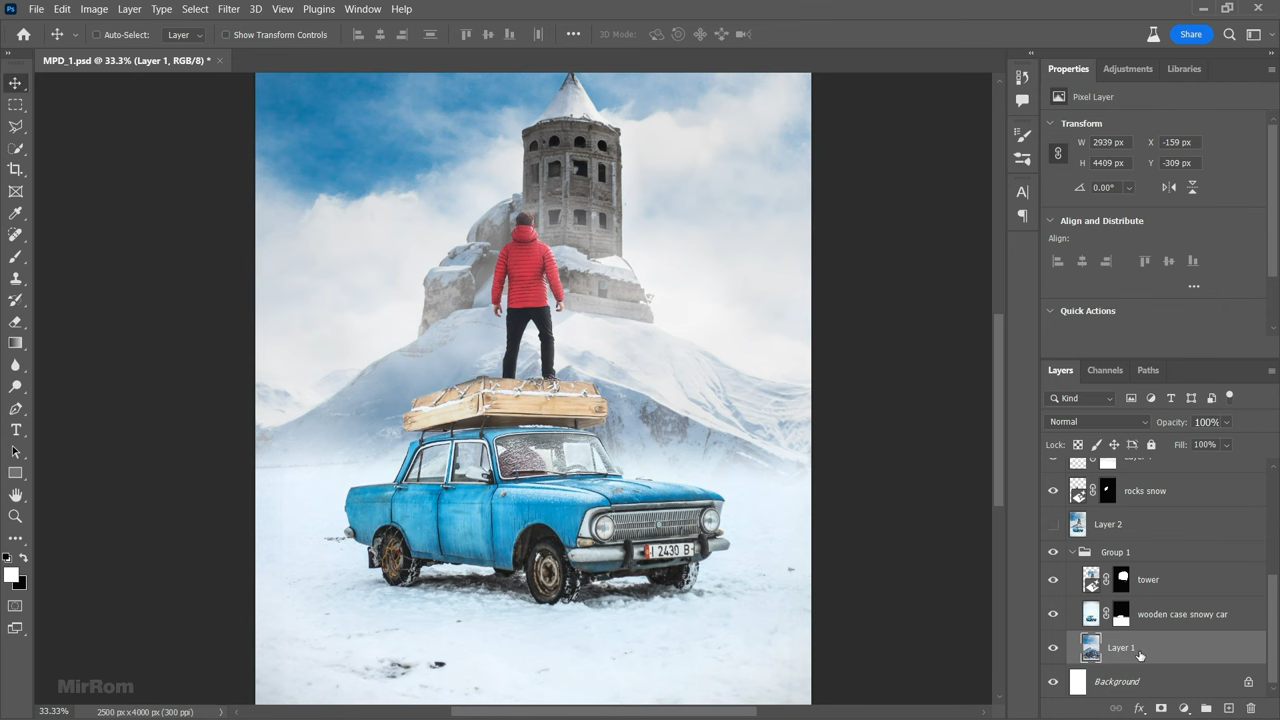 File Edit Image Layer Type Select Filter 3D View Plugins Window Help
Auto-Select: Layer Show Transform Controls 3D Mode: Share
MPD_1.psd @ 33.3% (Layer 1, RGB/8) * ×
Properties Adjustments Libraries
Pixel Layer
Transform
W 2939 px X -159 px
H 4409 px Y -309 px
0.00°
Align and Distribute
Align:
Quick Actions
Layers Channels Paths
Kind
Normal Opacity: 100%
Lock: Fill: 100%
rocks snow
Layer 2
Group 1
tower
wooden case snowy car
Layer 1
Background
I 2430 B
MirRom
33.33% 2500 px x 4000 px (300 ppi)